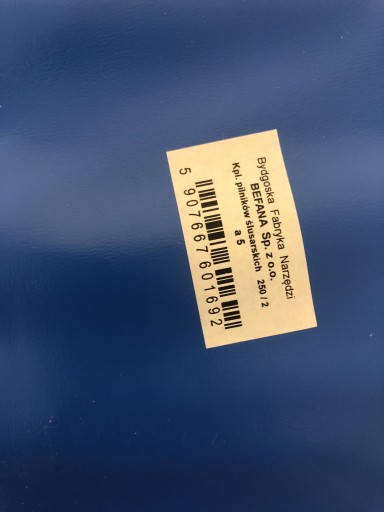 Bydgoska Fabryka Narzędzi
BEFANA Sp. z o.o.
Kpl. pilników ślusarskich 250 / 2
a 5
5 907667 601692